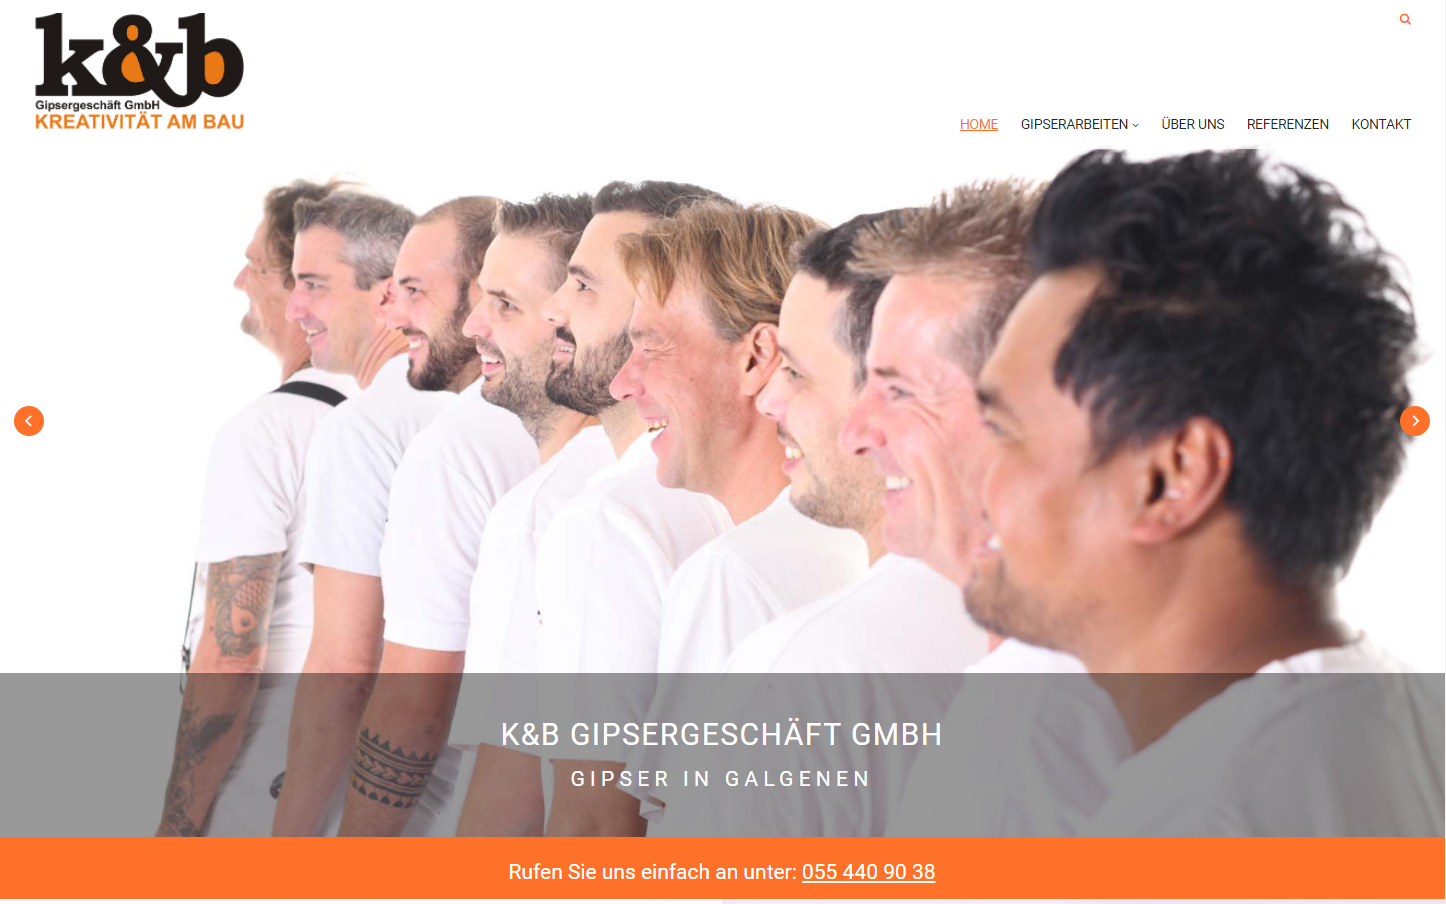 k&b
Gipsergeschäft GmbH
KREATIVITÄT AM BAU
HOME GIPSERARBEITEN ÜBER UNS REFERENZEN KONTAKT
K&B GIPSERGESCHÄFT GMBH
GIPSER IN GALGENEN
Rufen Sie uns einfach an unter: 055 440 90 38